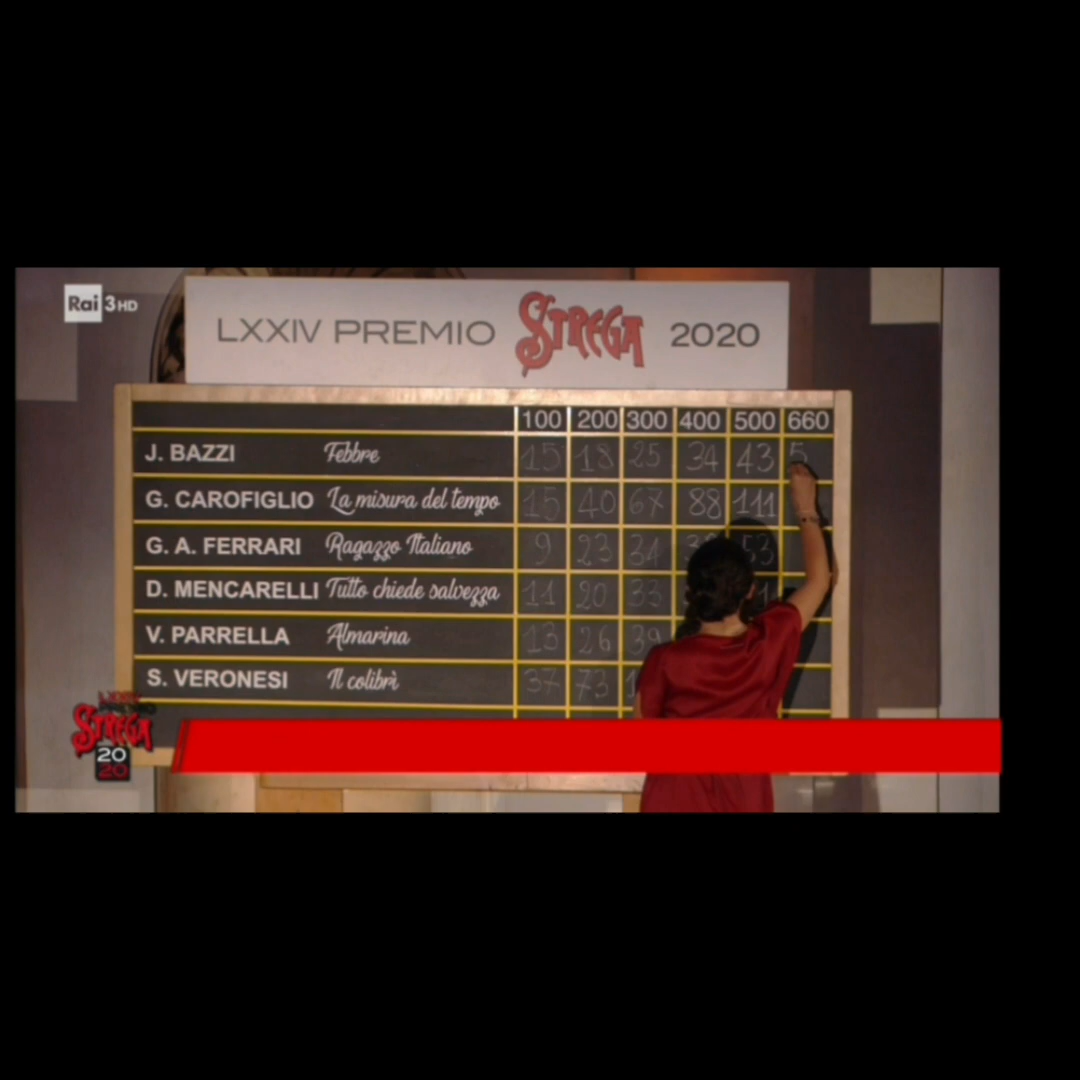 Rai 3 HD
LXXIV PREMIO STREGA 2020
100 200 300 400 500 660
J. BAZZI Febbre 15 18 25 34 43 5
G. CAROFIGLIO La misura del tempo 15 40 67 88 111
G. A. FERRARI Ragazzo Italiano 9 23 34 53
D. MENCARELLI Tutto chiede salvezza 11 20 33
V. PARRELLA Almarina 13 26 39
S. VERONESI Il colibrì 37 73
LXXIV
PREMIO
STREGA
20
20